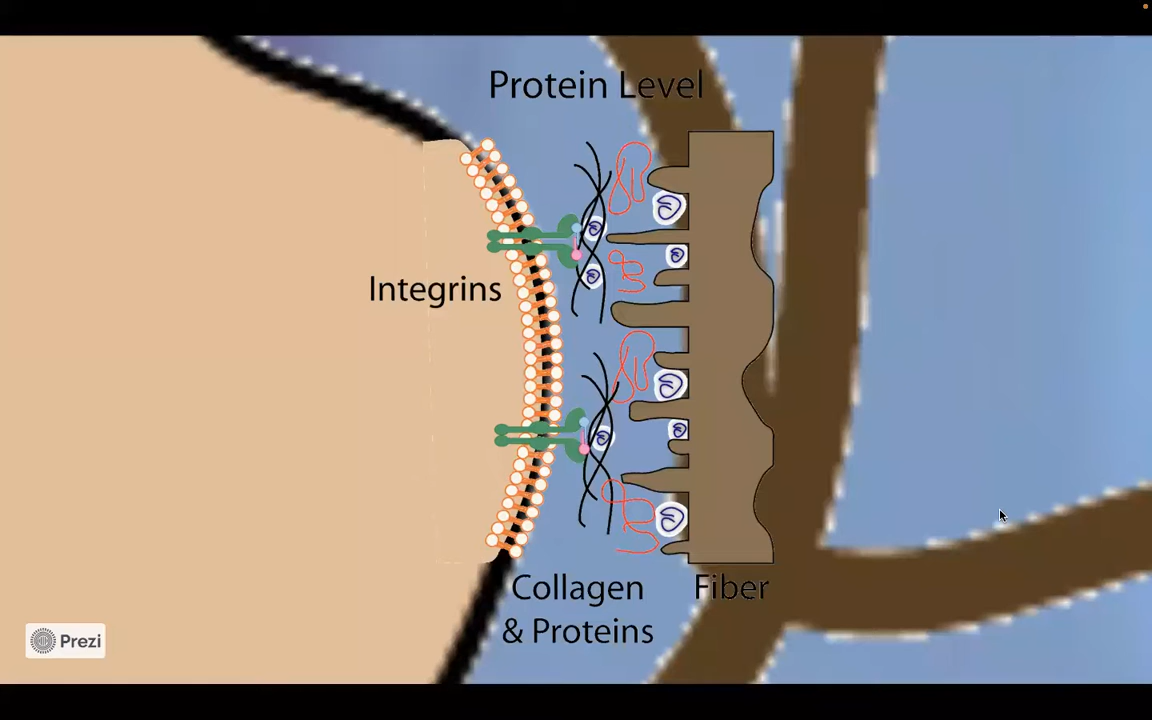 Protein Level
Integrins
Collagen
& Proteins
Fiber
Prezi